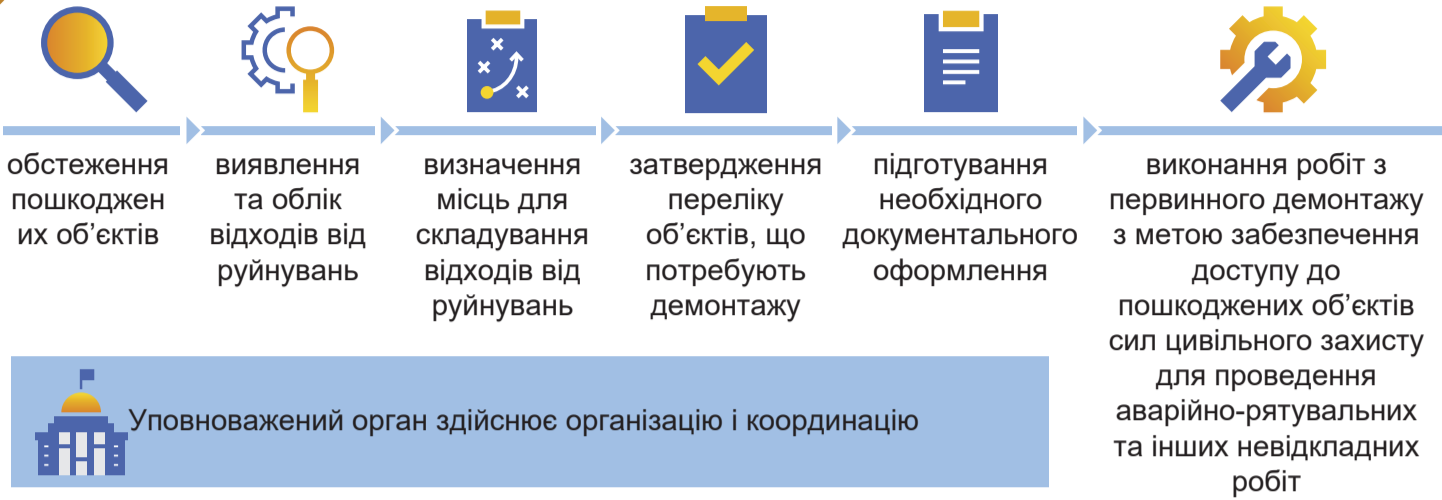 обстеження
пошкоджен
их об’єктів
виявлення
та облік
відходів від
руйнувань
визначення
місць для
складування
відходів від
руйнувань
затвердження
переліку
об’єктів, що
потребують
демонтажу
підготування
необхідного
документального
оформлення
виконання робіт з
первинного демонтажу
з метою забезпечення
доступу до
пошкоджених об’єктів
сил цивільного захисту
для проведення
аварійно-рятувальних
та інших невідкладних
робіт
Уповноважений орган здійснює організацію і координацію